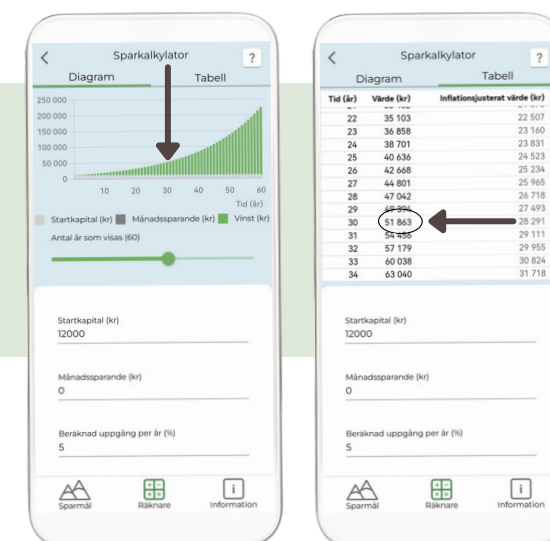 Sparkalkylator
?
Diagram
Tabell
250 000
200 000
150 000
100 000
50 000
0
10 20 30 40 50 60
Tid (år)
Startkapital (kr) Månadssparande (kr) Vinst (kr)
Antal år som visas (60)
Startkapital (kr)
12000
Månadssparande (kr)
0
Beräknad uppgång per år (%)
5
Sparmål
Räknare
Information
Sparkalkylator
?
Diagram
Tabell
Tid (år) Värde (kr) Inflationsjusterat värde (kr)
22 35 103 22 507
23 36 858 23 160
24 38 701 23 831
25 40 636 24 523
26 42 668 25 234
27 44 801 25 965
28 47 042 26 718
29 49 394 27 493
30 51 863 28 291
31 54 456 29 111
32 57 179 29 955
33 60 038 30 824
34 63 040 31 718
Startkapital (kr)
12000
Månadssparande (kr)
0
Beräknad uppgång per år (%)
5
Sparmål
Räknare
Information